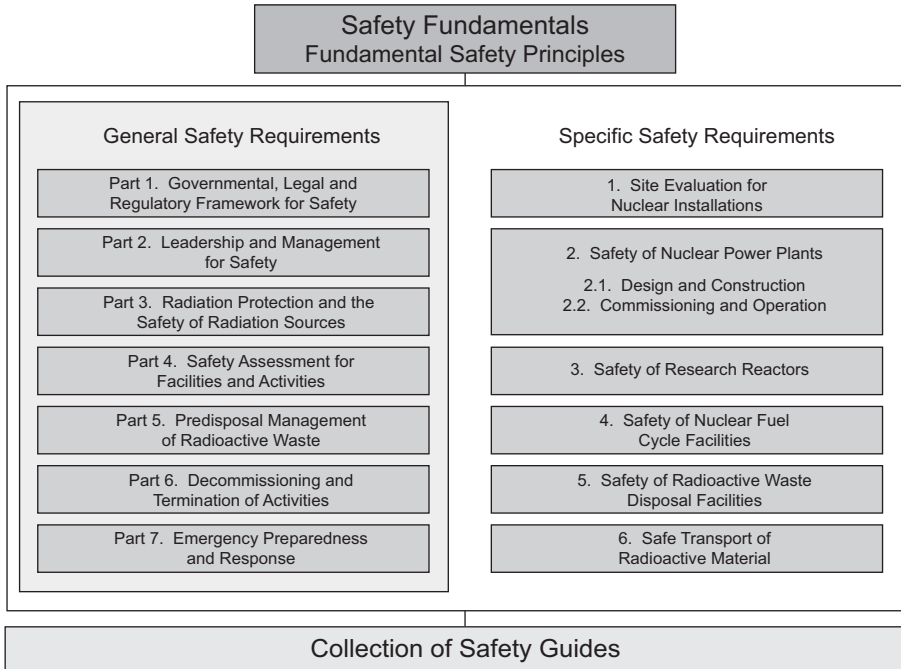 Safety Fundamentals
Fundamental Safety Principles
General Safety Requirements
Part 1. Governmental, Legal and
Regulatory Framework for Safety
Part 2. Leadership and Management
for Safety
Part 3. Radiation Protection and the
Safety of Radiation Sources
Part 4. Safety Assessment for
Facilities and Activities
Part 5. Predisposal Management
of Radioactive Waste
Part 6. Decommissioning and
Termination of Activities
Part 7. Emergency Preparedness
and Response
Specific Safety Requirements
1. Site Evaluation for
Nuclear Installations
2. Safety of Nuclear Power Plants
2.1. Design and Construction
2.2. Commissioning and Operation
3. Safety of Research Reactors
4. Safety of Nuclear Fuel
Cycle Facilities
5. Safety of Radioactive Waste
Disposal Facilities
6. Safe Transport of
Radioactive Material
Collection of Safety Guides